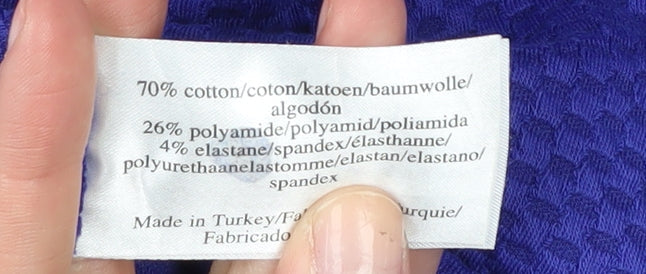 70% cotton/coton/katoen/baumwolle/
algodón
26% polyamide/polyamid/poliamida
4% elastane/spandex/élasthanne/
polyurethaanelastomme/elastan/elastano/
spandex
Made in Turkey/
Fabricado